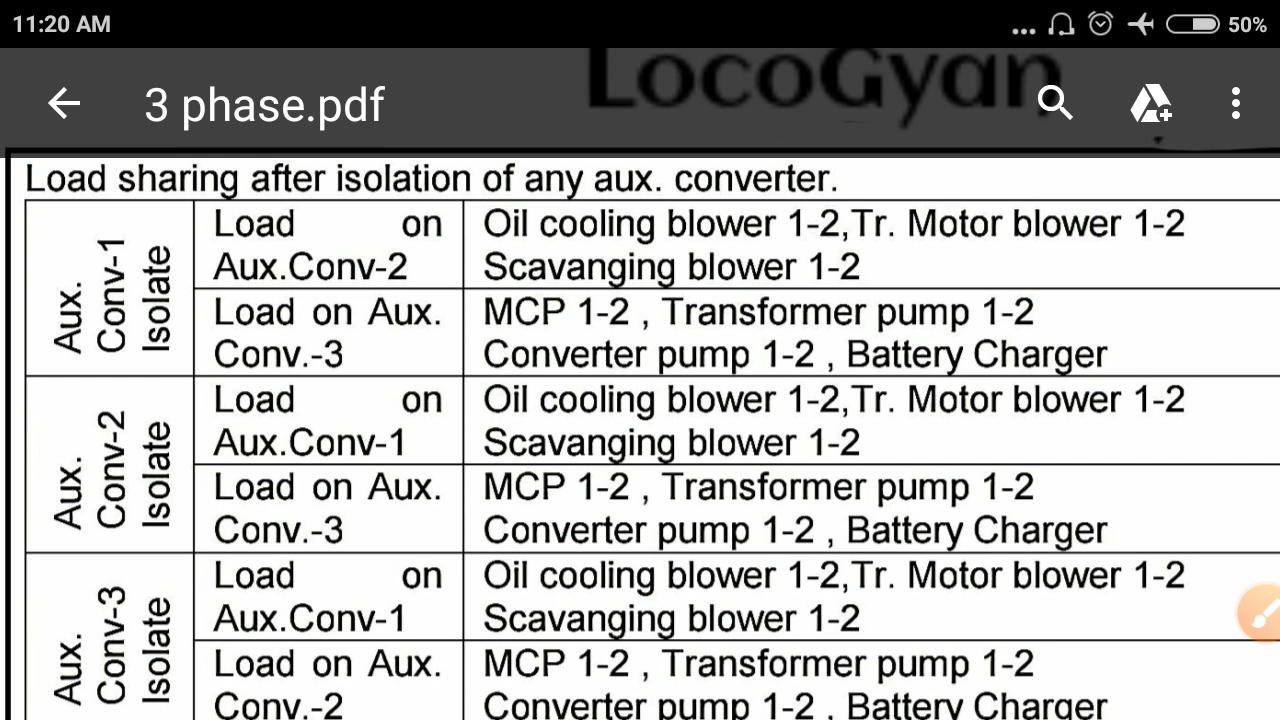 11:20 AM
50%
LocoGyan
3 phase.pdf
Load sharing after isolation of any aux. converter.
Aux.
Conv-1
Isolate
Load on
Aux.Conv-2
Oil cooling blower 1-2,Tr. Motor blower 1-2
Scavanging blower 1-2
Load on Aux.
Conv.-3
MCP 1-2 , Transformer pump 1-2
Converter pump 1-2 , Battery Charger
Aux.
Conv-2
Isolate
Load on
Aux.Conv-1
Oil cooling blower 1-2,Tr. Motor blower 1-2
Scavanging blower 1-2
Load on Aux.
Conv.-3
MCP 1-2 , Transformer pump 1-2
Converter pump 1-2 , Battery Charger
Aux.
Conv-3
Isolate
Load on
Aux.Conv-1
Oil cooling blower 1-2,Tr. Motor blower 1-2
Scavanging blower 1-2
Load on Aux.
Conv.-2
MCP 1-2 , Transformer pump 1-2
Converter pump 1-2 , Battery Charger